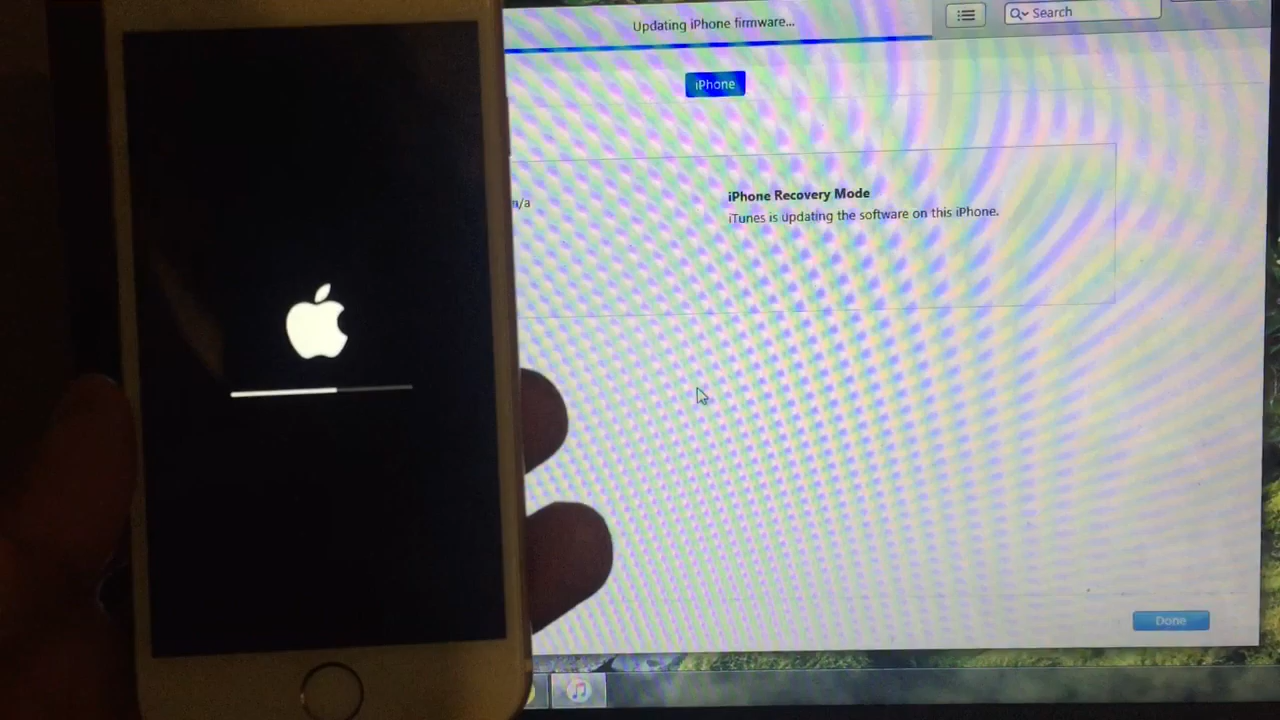 Updating iPhone firmware...
Search
iPhone
n/a
iPhone Recovery Mode
iTunes is updating the software on this iPhone.
Done